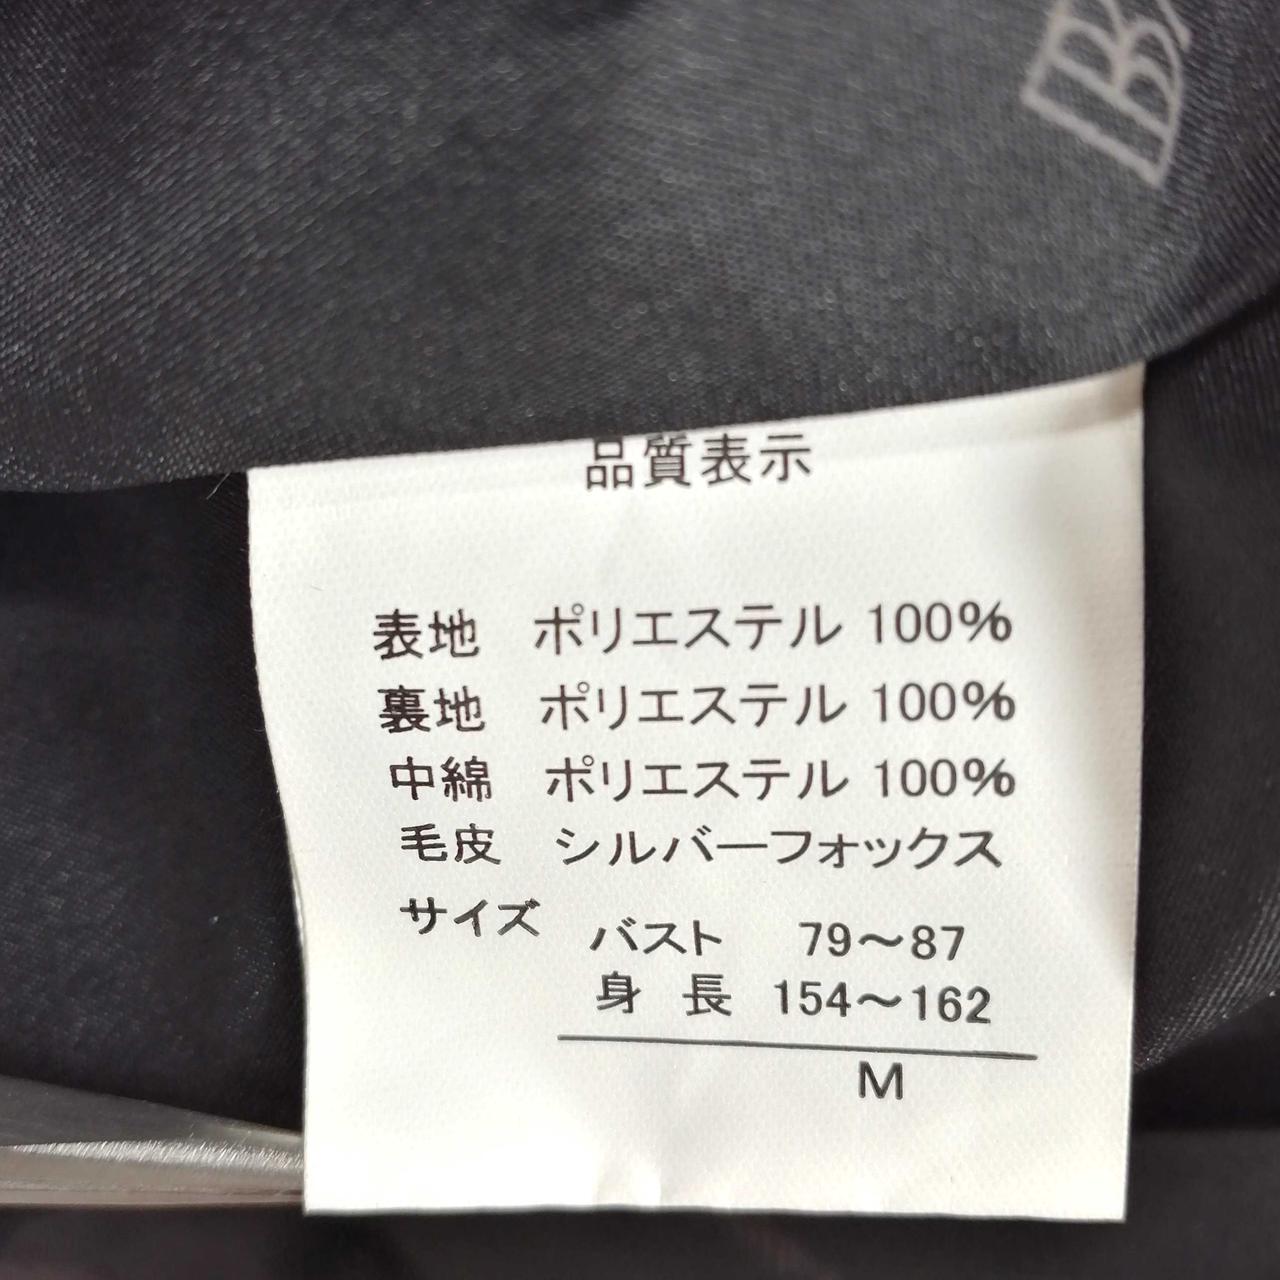 品質表示
表地 ポリエステル 100%
裏地 ポリエステル 100%
中綿 ポリエステル 100%
毛皮 シルバーフォックス
サイズ
バスト 79～87
身長 154～162
M